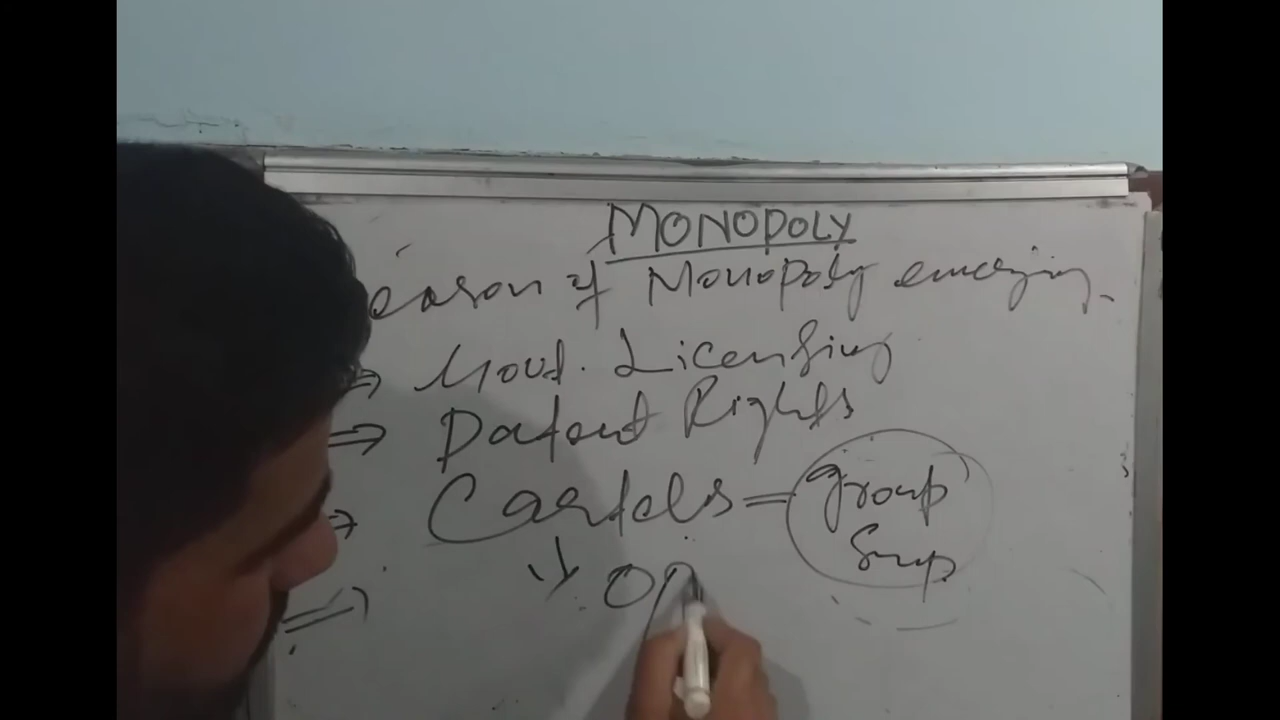 MONOPOLY
eason of Monopoly emerging
⇒ Govt. Licensing
⇒ Patent Rights
⇒ Cartels = group
Sup
↓ OP
⇒